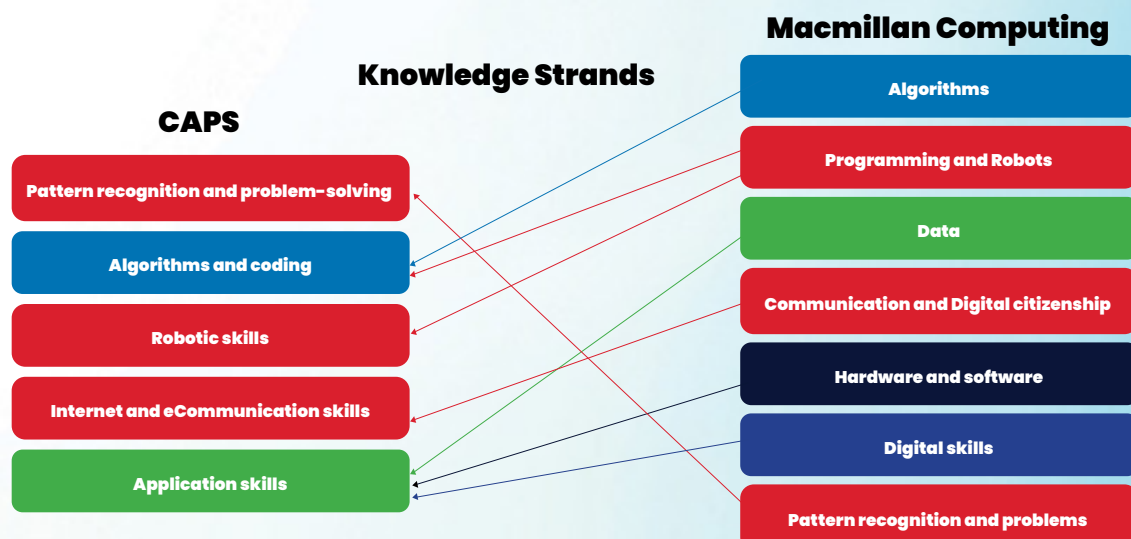 Knowledge Strands
CAPS
Pattern recognition and problem-solving
Algorithms and coding
Robotic skills
Internet and eCommunication skills
Application skills
Macmillan Computing
Algorithms
Programming and Robots
Data
Communication and Digital citizenship
Hardware and software
Digital skills
Pattern recognition and problems